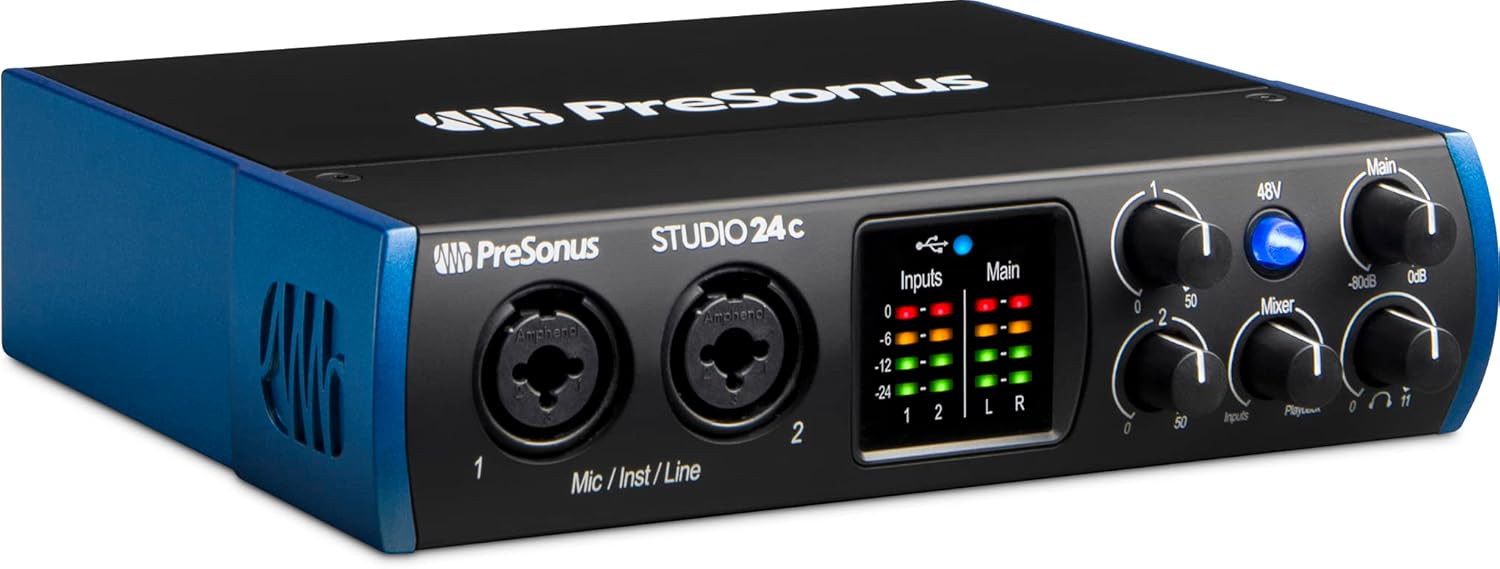 PreSonus
PreSonus
STUDIO 24c
Amphenol
Amphenol
1
2
Mic / Inst / Line
Inputs
Main
0
-6
-12
-24
1 2
L R
1
0
50
48V
Main
-80dB
0dB
2
0
50
Mixer
Inputs
Playback
0
11